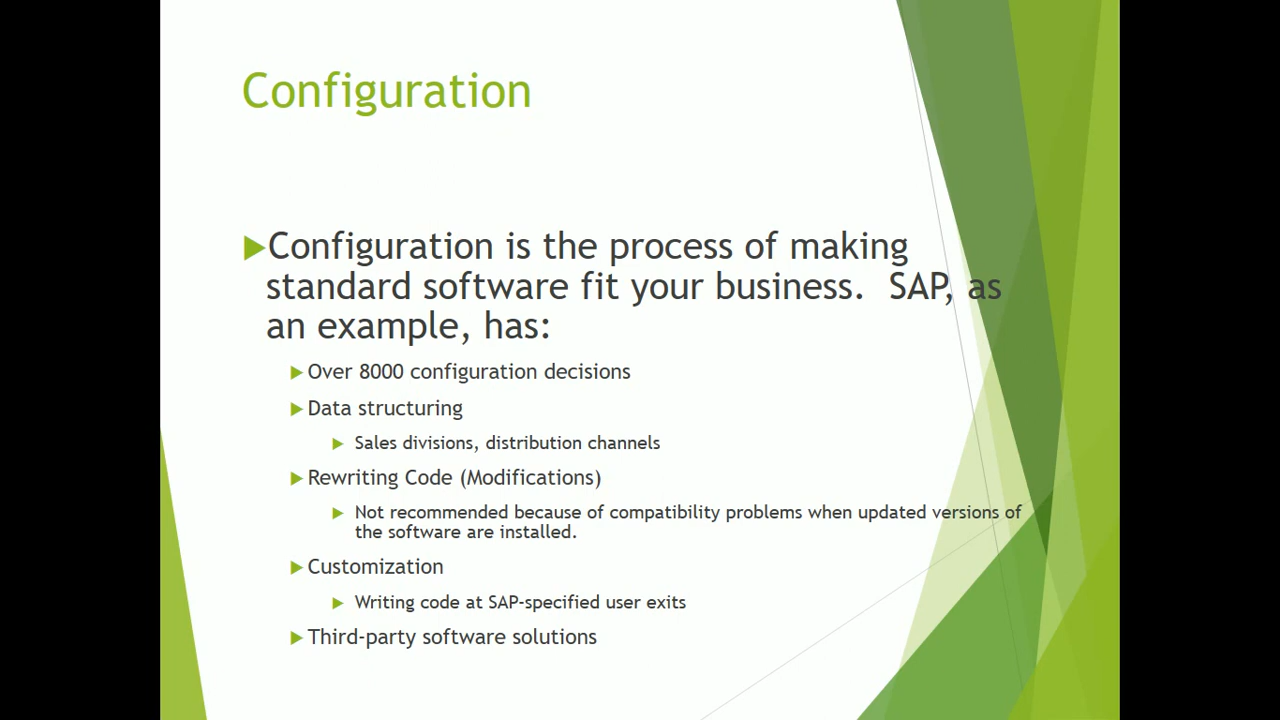 Configuration
Configuration is the process of making
standard software fit your business.  SAP, as
an example, has:
Over 8000 configuration decisions
Data structuring
Sales divisions, distribution channels
Rewriting Code (Modifications)
Not recommended because of compatibility problems when updated versions of
the software are installed.
Customization
Writing code at SAP-specified user exits
Third-party software solutions